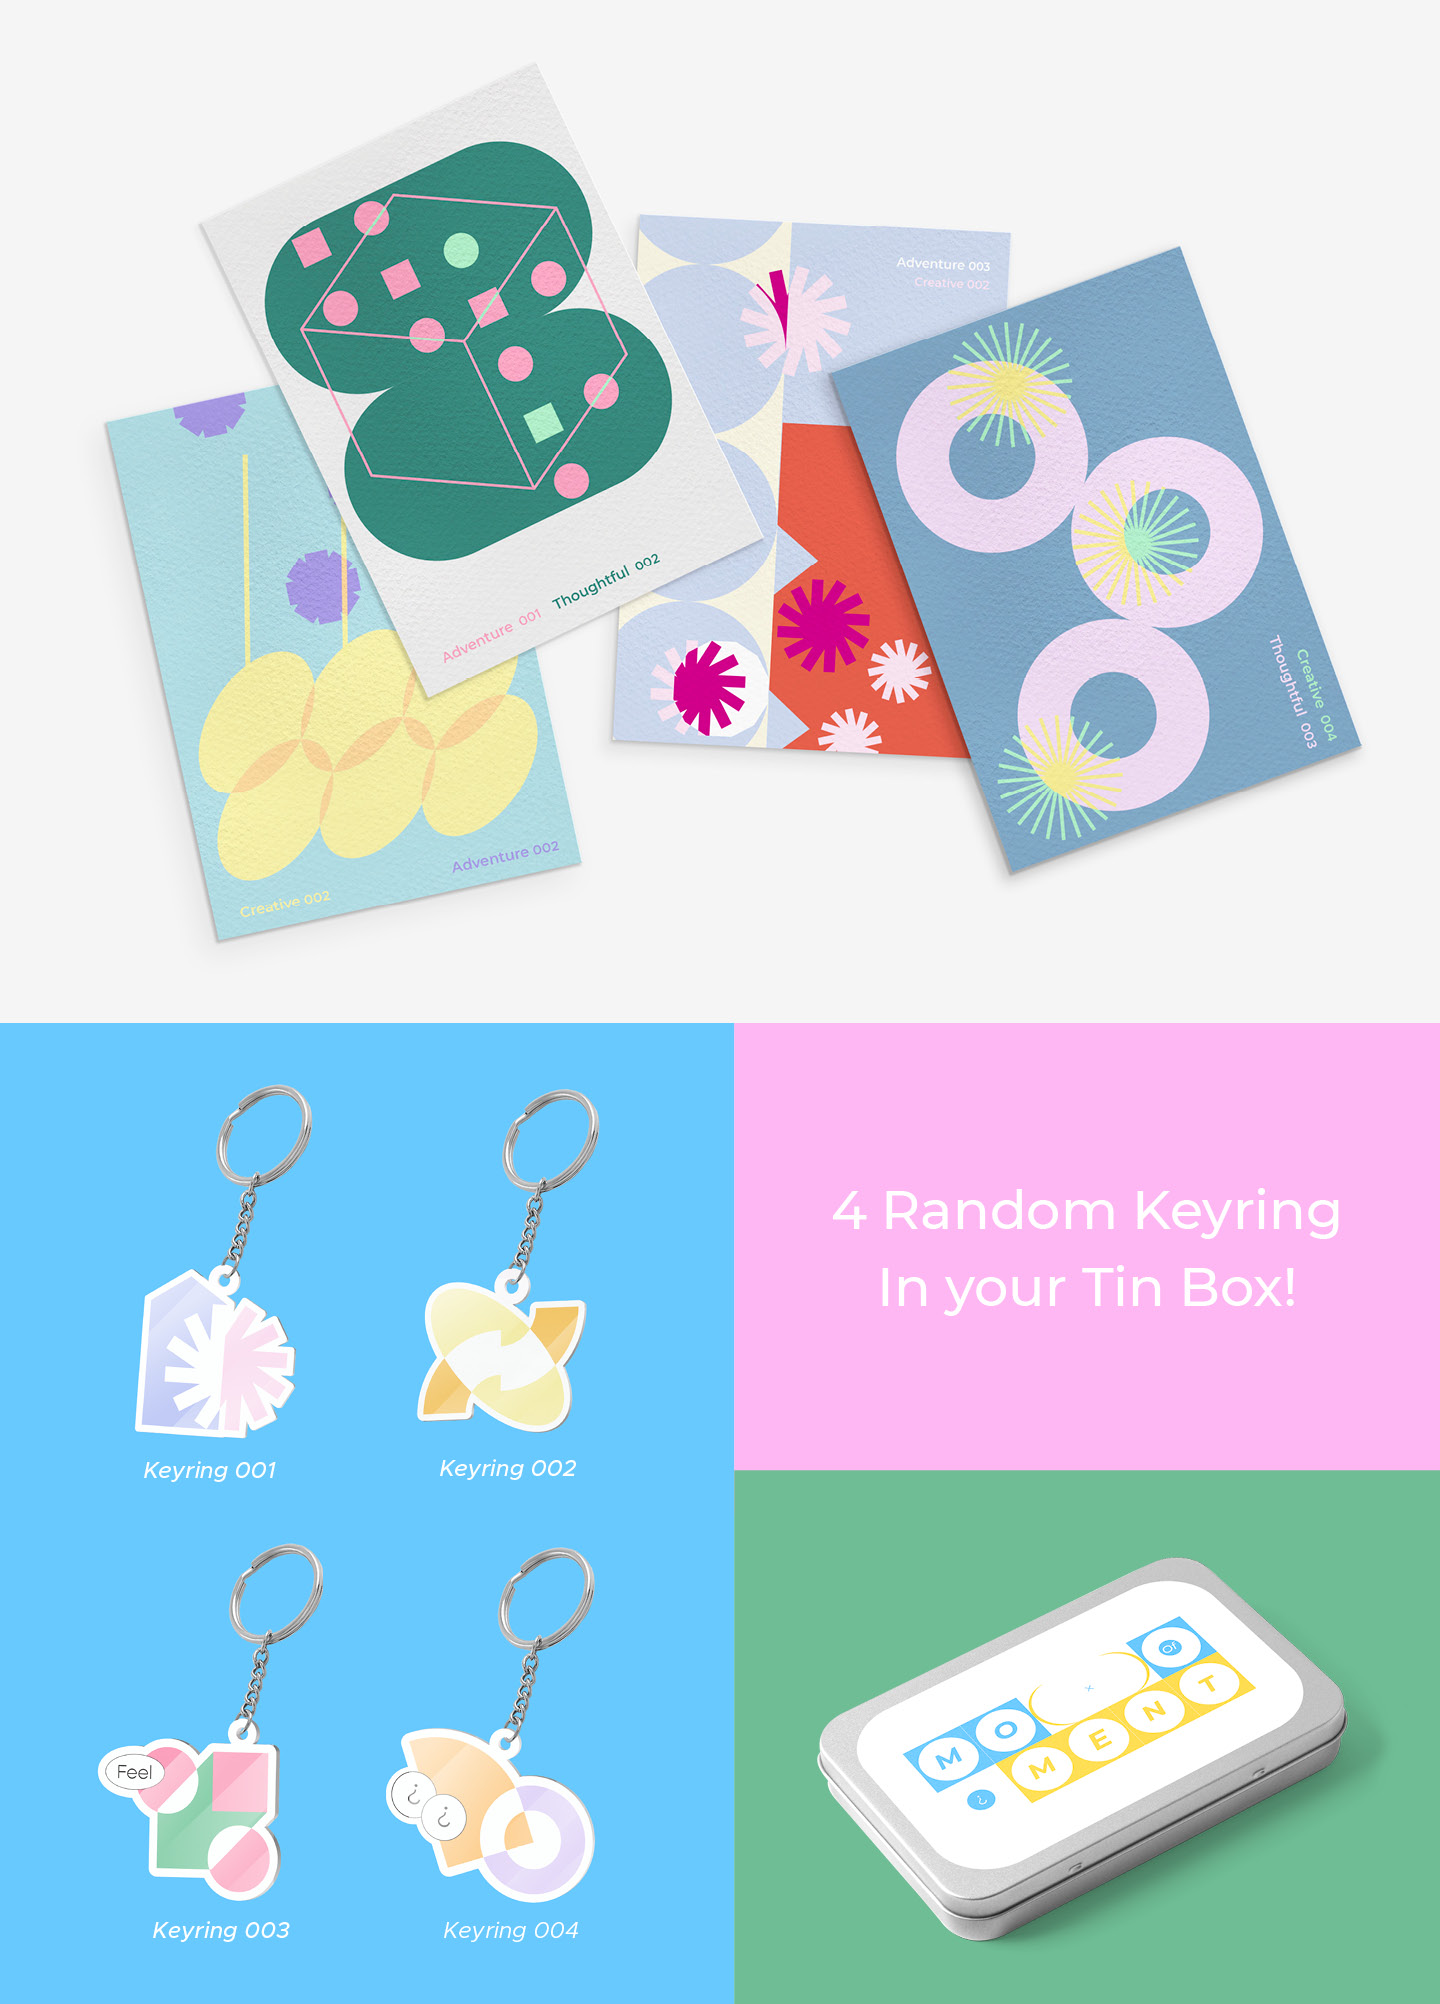 Adventure 001 Thoughtful 002
Adventure 003
Creative 002
Creative 004
Thoughtful 003
Creative 002
Adventure 002
4 Random Keyring
In your Tin Box!
Keyring 001
Keyring 002
Feel
¿
¿
Keyring 003
Keyring 004
MO × Of
¿ MENT